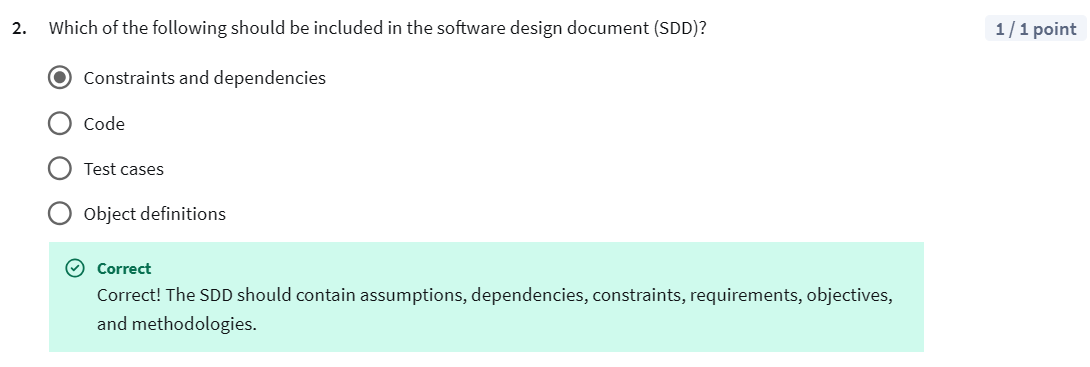 2. Which of the following should be included in the software design document (SDD)?
1 / 1 point
Constraints and dependencies
Code
Test cases
Object definitions
Correct
Correct! The SDD should contain assumptions, dependencies, constraints, requirements, objectives,
and methodologies.